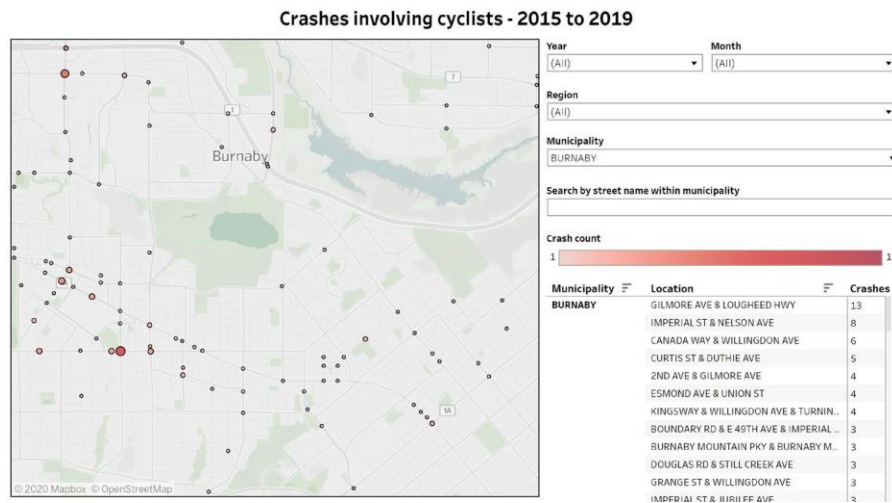 Crashes involving cyclists - 2015 to 2019
Year
Month
(All)
(All)
Region
(All)
Municipality
BURNABY
Search by street name within municipality
Crash count
1
1
Municipality Location Crashes
BURNABY GILMORE AVE & LOUGHEED HWY 13
IMPERIAL ST & NELSON AVE 8
CANADA WAY & WILLINGDON AVE 6
CURTIS ST & DUTHIE AVE 5
2ND AVE & GILMORE AVE 4
ESMOND AVE & UNION ST 4
KINGSWAY & WILLINGDON AVE & TURNIN.. 4
BOUNDARY RD & E 49TH AVE & IMPERIAL .. 3
BURNABY MOUNTAIN PKY & BURNABY M.. 3
DOUGLAS RD & STILL CREEK AVE 3
GRANGE ST & WILLINGDON AVE 3
IMPERIAL ST & JUBILEE AVE 3
7
1
Burnaby
1A
© 2020 Mapbox © OpenStreetMap